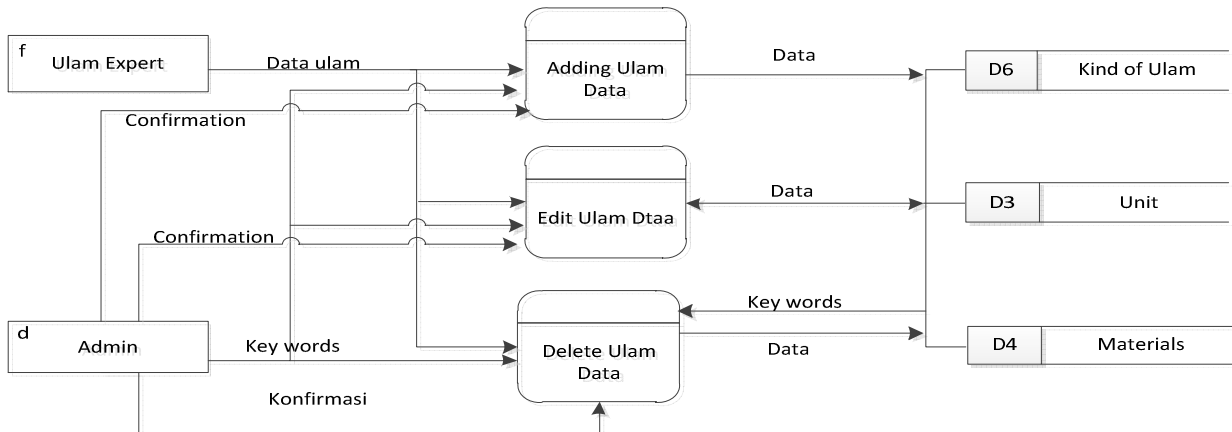 f
Ulam Expert
Data ulam
Adding Ulam
Data
Data
D6
Kind of Ulam
Confirmation
Edit Ulam Dtaa
Data
D3
Unit
Confirmation
d
Admin
Key words
Konfirmasi
Delete Ulam
Data
Key words
Data
D4
Materials